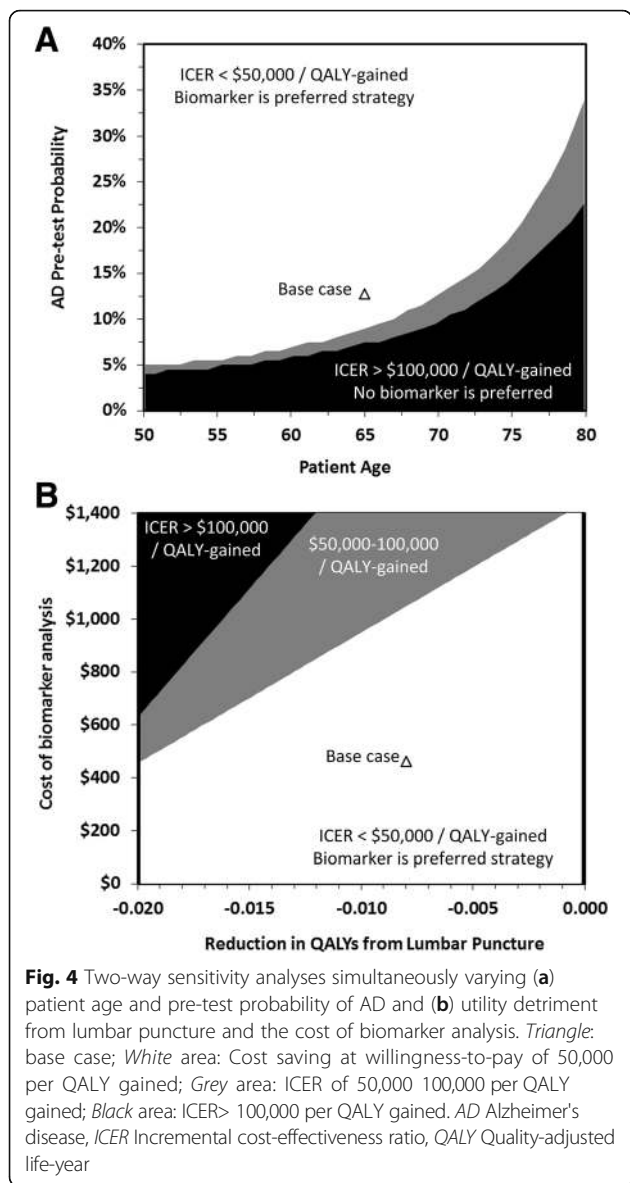 A
40%
35%
30%
25%
20%
15%
10%
5%
0%
AD Pre-test Probability
ICER < $50,000 / QALY-gained
Biomarker is preferred strategy
Base case
ICER > $100,000 / QALY-gained
No biomarker is preferred
50 55 60 65 70 75 80
Patient Age
B
$1,400
$1,200
$1,000
$800
$600
$400
$200
$0
Cost of biomarker analysis
ICER > $100,000
/ QALY-gained
$50,000-100,000
/ QALY-gained
Base case
ICER < $50,000 / QALY-gained
Biomarker is preferred strategy
-0.020 -0.015 -0.010 -0.005 0.000
Reduction in QALYs from Lumbar Puncture
Fig. 4 Two-way sensitivity analyses simultaneously varying (a)
patient age and pre-test probability of AD and (b) utility detriment
from lumbar puncture and the cost of biomarker analysis. Triangle:
base case; White area: Cost saving at willingness-to-pay of 50,000
per QALY gained; Grey area: ICER of 50,000 100,000 per QALY
gained; Black area: ICER> 100,000 per QALY gained. AD Alzheimer's
disease, ICER Incremental cost-effectiveness ratio, QALY Quality-adjusted
life-year